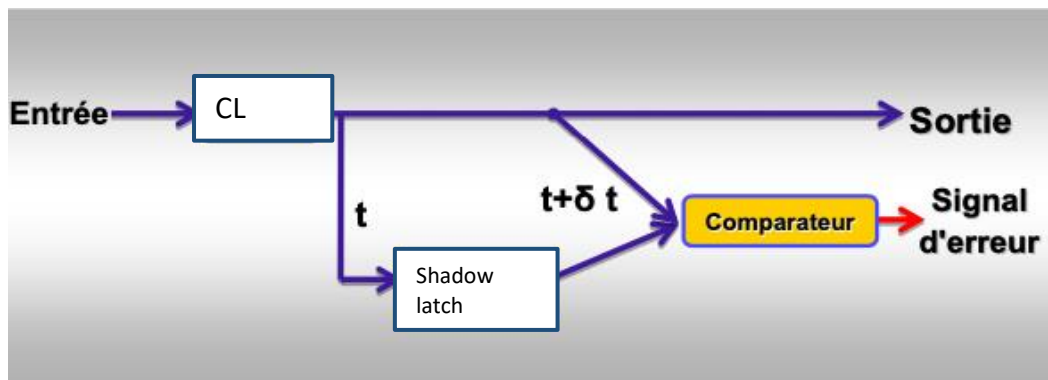 Entrée
CL
Sortie
t
t+δ t
Comparateur
Signal
d'erreur
Shadow
latch